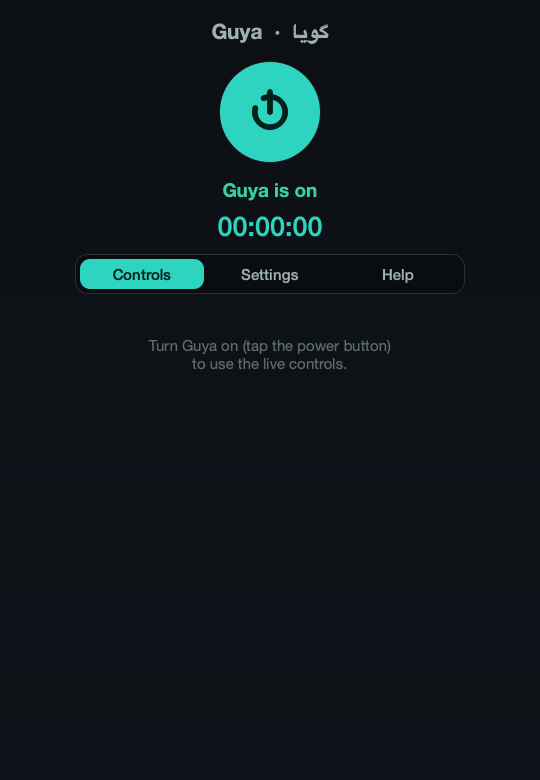 Guya · گویا
Guya is on
00:00:00
Controls Settings Help
Turn Guya on (tap the power button)
to use the live controls.